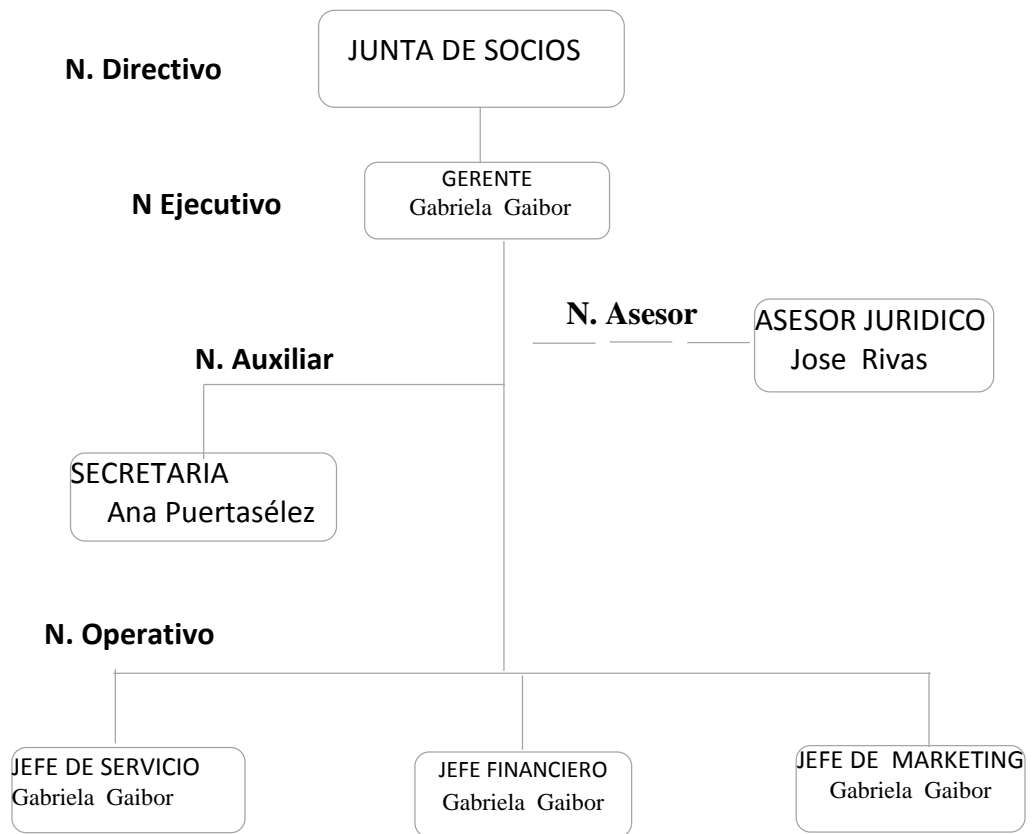 JUNTA DE SOCIOS
N. Directivo
GERENTE
N Ejecutivo
Gabriela Gaibor
N. Asesor
ASESOR JURIDICO
Jose Rivas
N. Auxiliar
SECRETARIA
Ana Puertasélez
N. Operativo
JEFE DE SERVICIO
Gabriela Gaibor
JEFE FINANCIERO
Gabriela Gaibor
JEFE DE MARKETING
Gabriela Gaibor